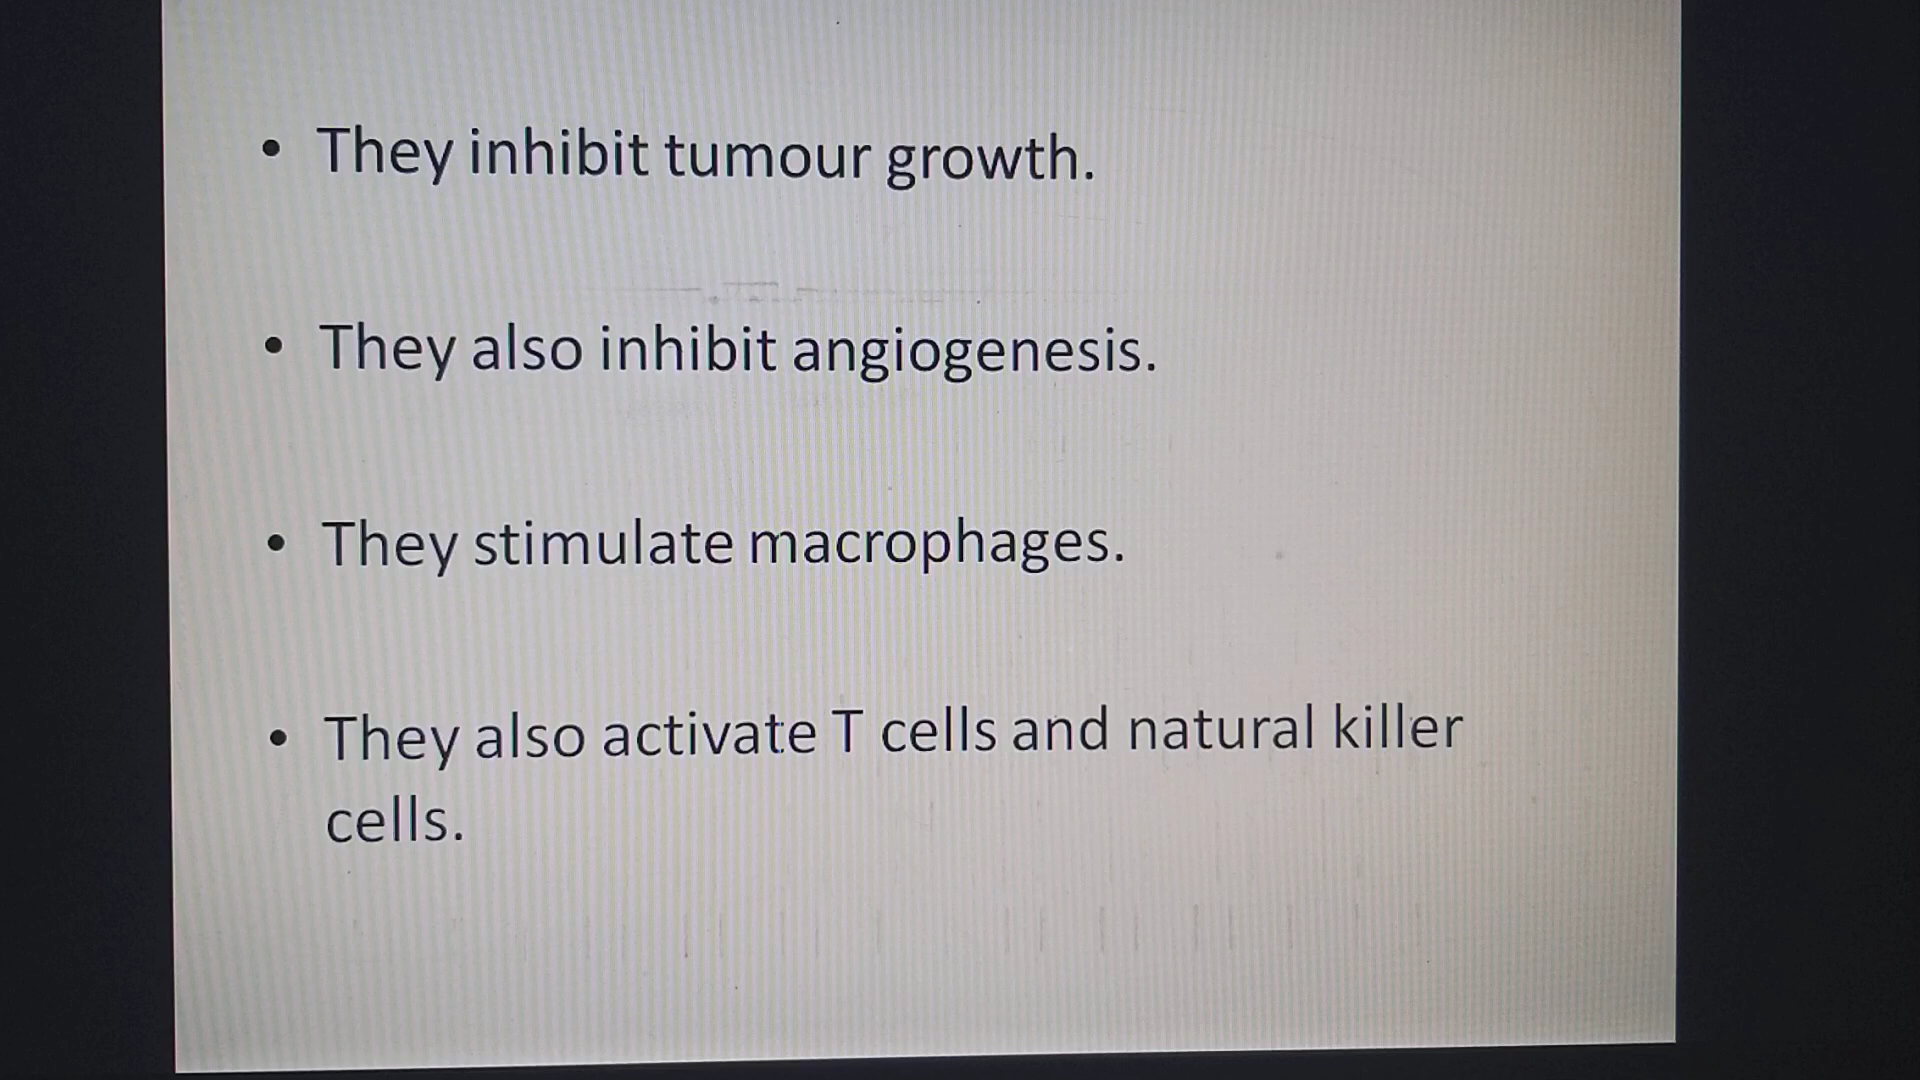 • They inhibit tumour growth.
• They also inhibit angiogenesis.
• They stimulate macrophages.
• They also activate T cells and natural killer
cells.